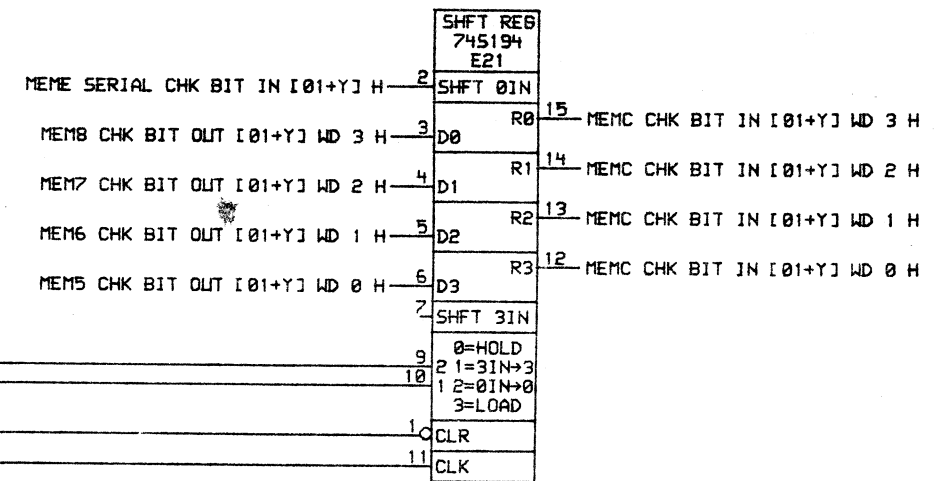 SHFT REG
74S194
E21
MEME SERIAL CHK BIT IN [01+Y] H 2 SHFT 0IN
R0 15 MEMC CHK BIT IN [01+Y] WD 3 H
MEM8 CHK BIT OUT [01+Y] WD 3 H 3 D0
R1 14 MEMC CHK BIT IN [01+Y] WD 2 H
MEM7 CHK BIT OUT [01+Y] WD 2 H 4 D1
R2 13 MEMC CHK BIT IN [01+Y] WD 1 H
MEM6 CHK BIT OUT [01+Y] WD 1 H 5 D2
R3 12 MEMC CHK BIT IN [01+Y] WD 0 H
MEM5 CHK BIT OUT [01+Y] WD 0 H 6 D3
7 SHFT 3IN
0=HOLD
9 2 1=3IN→3
10 1 2=0IN→0
3=LOAD
1 CLR
11 CLK